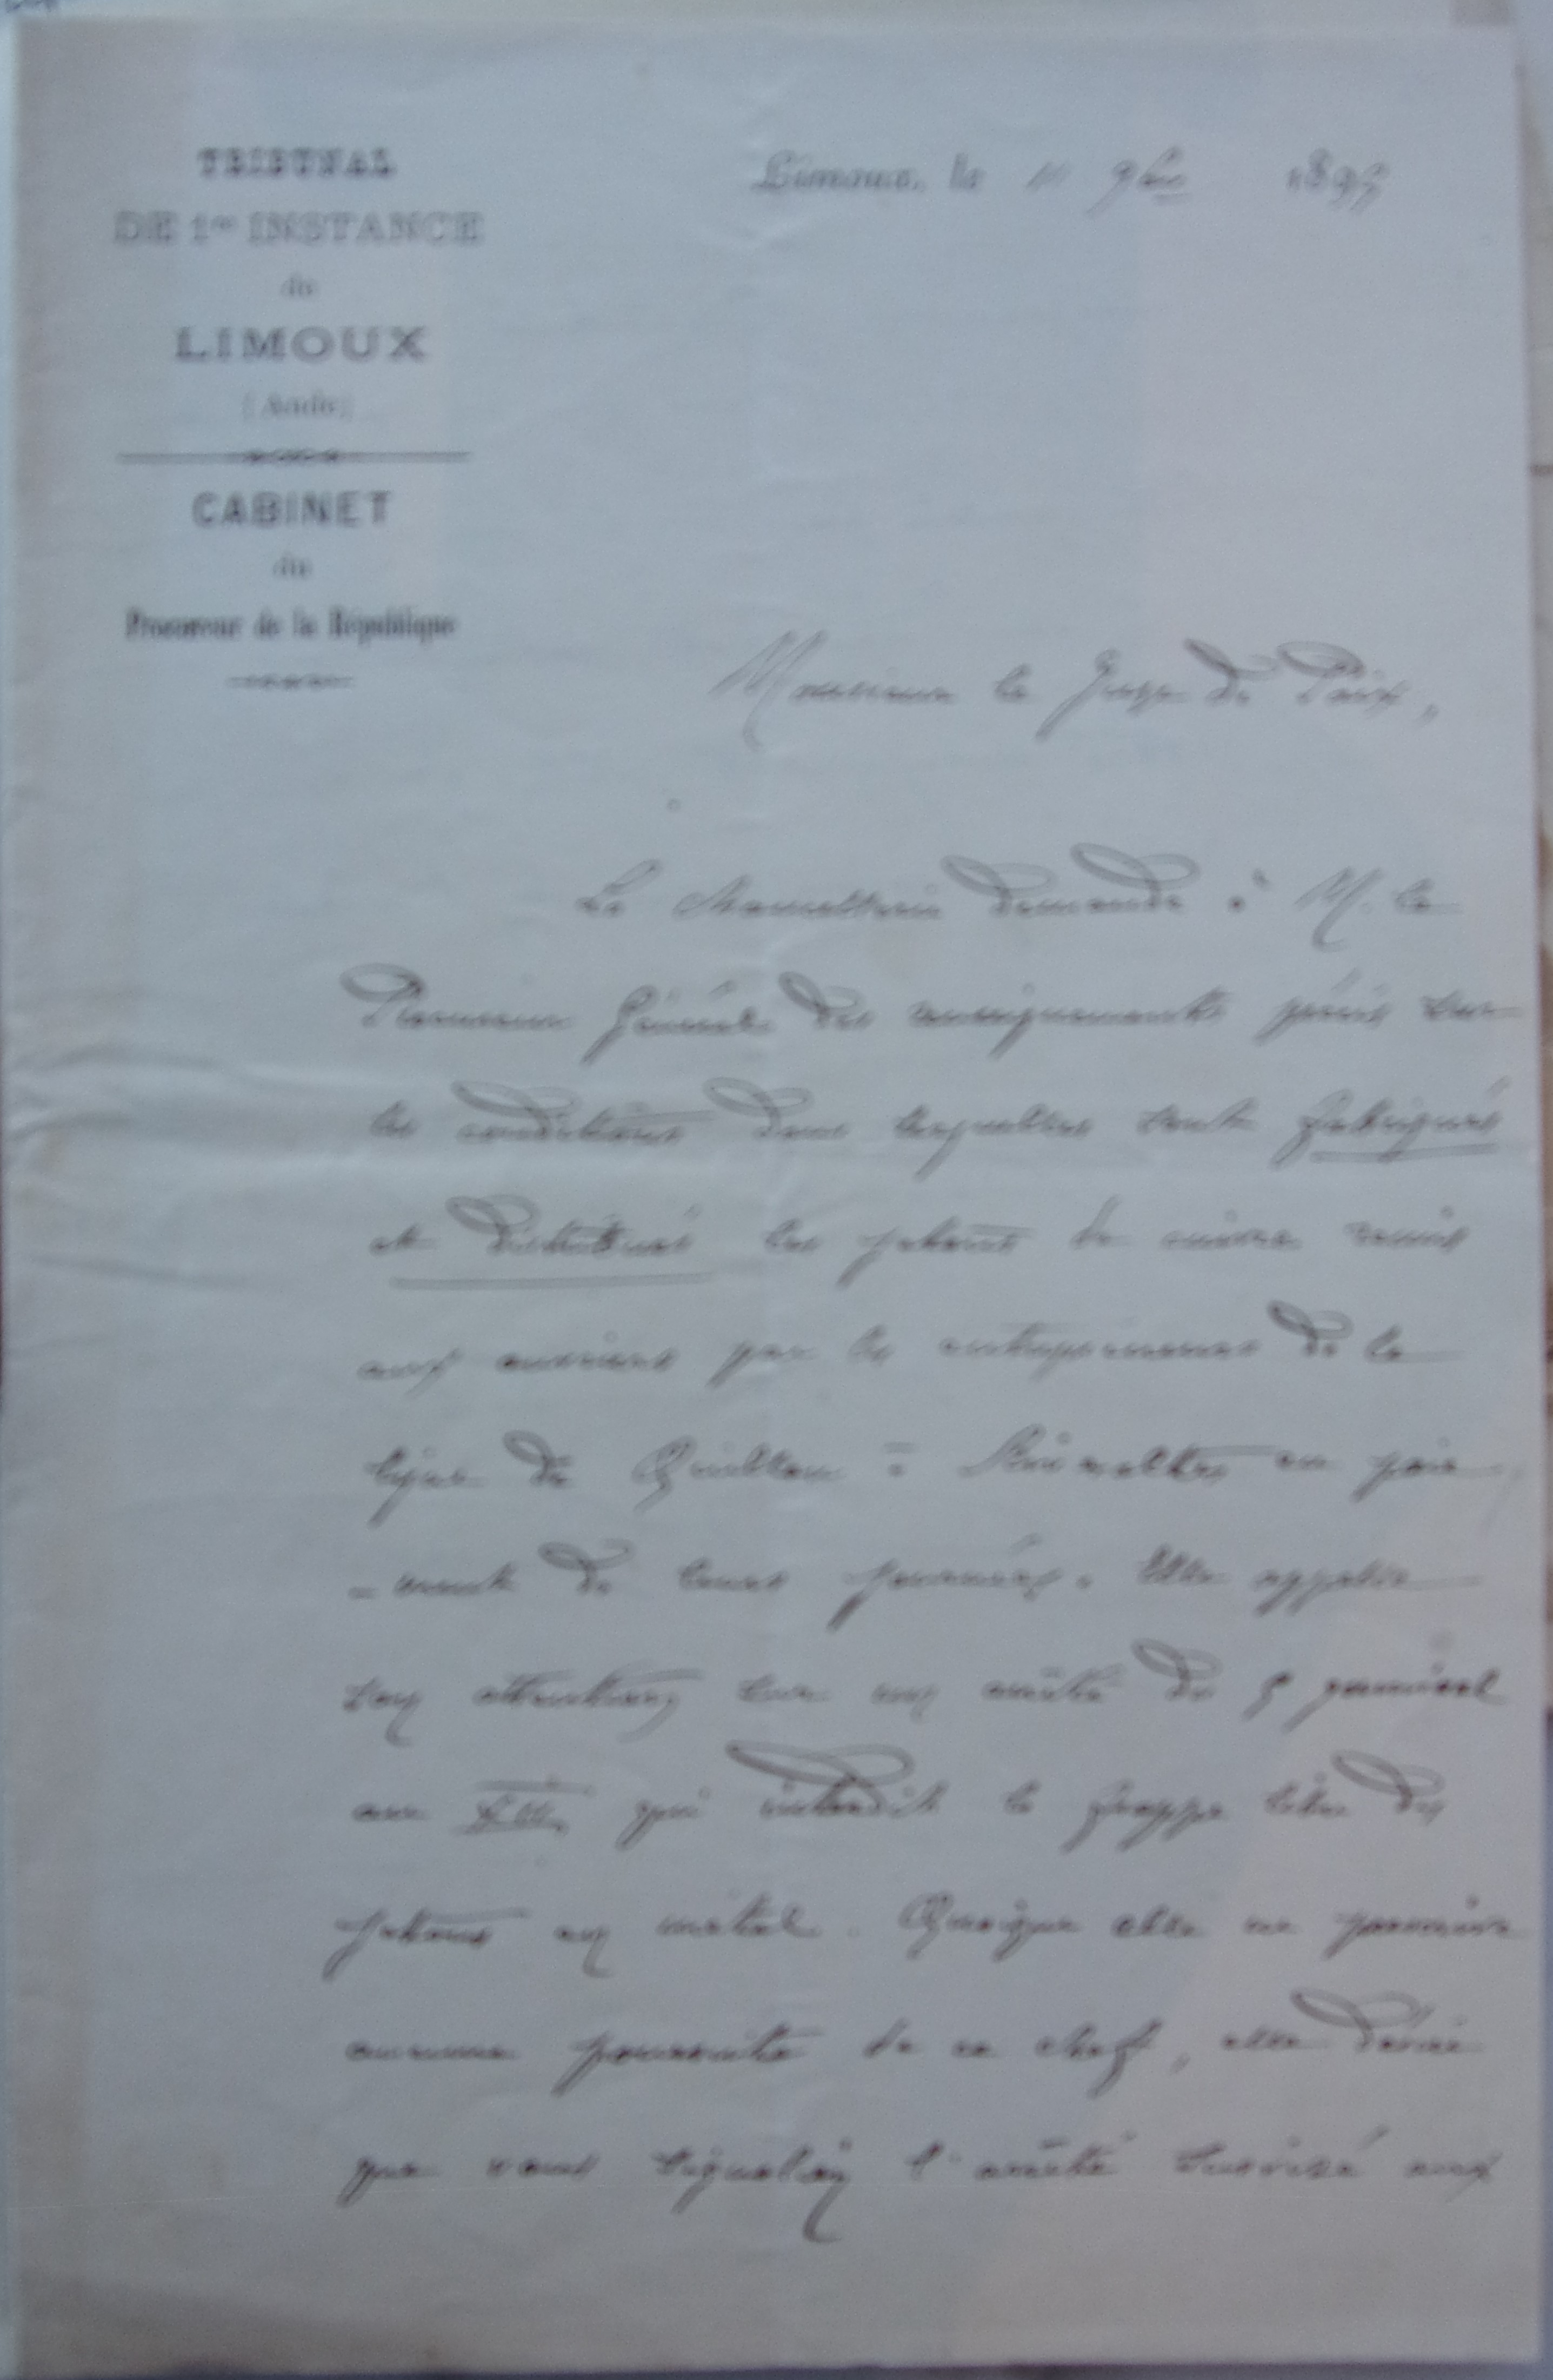 TRIBUNAL
DE 1re INSTANCE
de
LIMOUX
(Aude)
CABINET
du
Procureur de la République
Limoux, le 11 9bre 189
Monsieur le Juge de Paix,
La Chancellerie demande à M. le
Procureur Général des renseignements précis sur
les conditions dans lesquelles sont fabriqués
et distribués les jetons de cuivre remis
aux ouvriers par les entrepreneurs de la
ligne de Quillan à Rivesaltes en paie
- ment de leurs journées. Elle appelle
son attention sur un arrêté du 5 germinal
an XII, qui interdit la frappe libre des
jetons en métal. Quoique elle ne prescrive
aucune poursuite de ce chef, elle désire
que vous signaliez l'arrêté susvisé aux